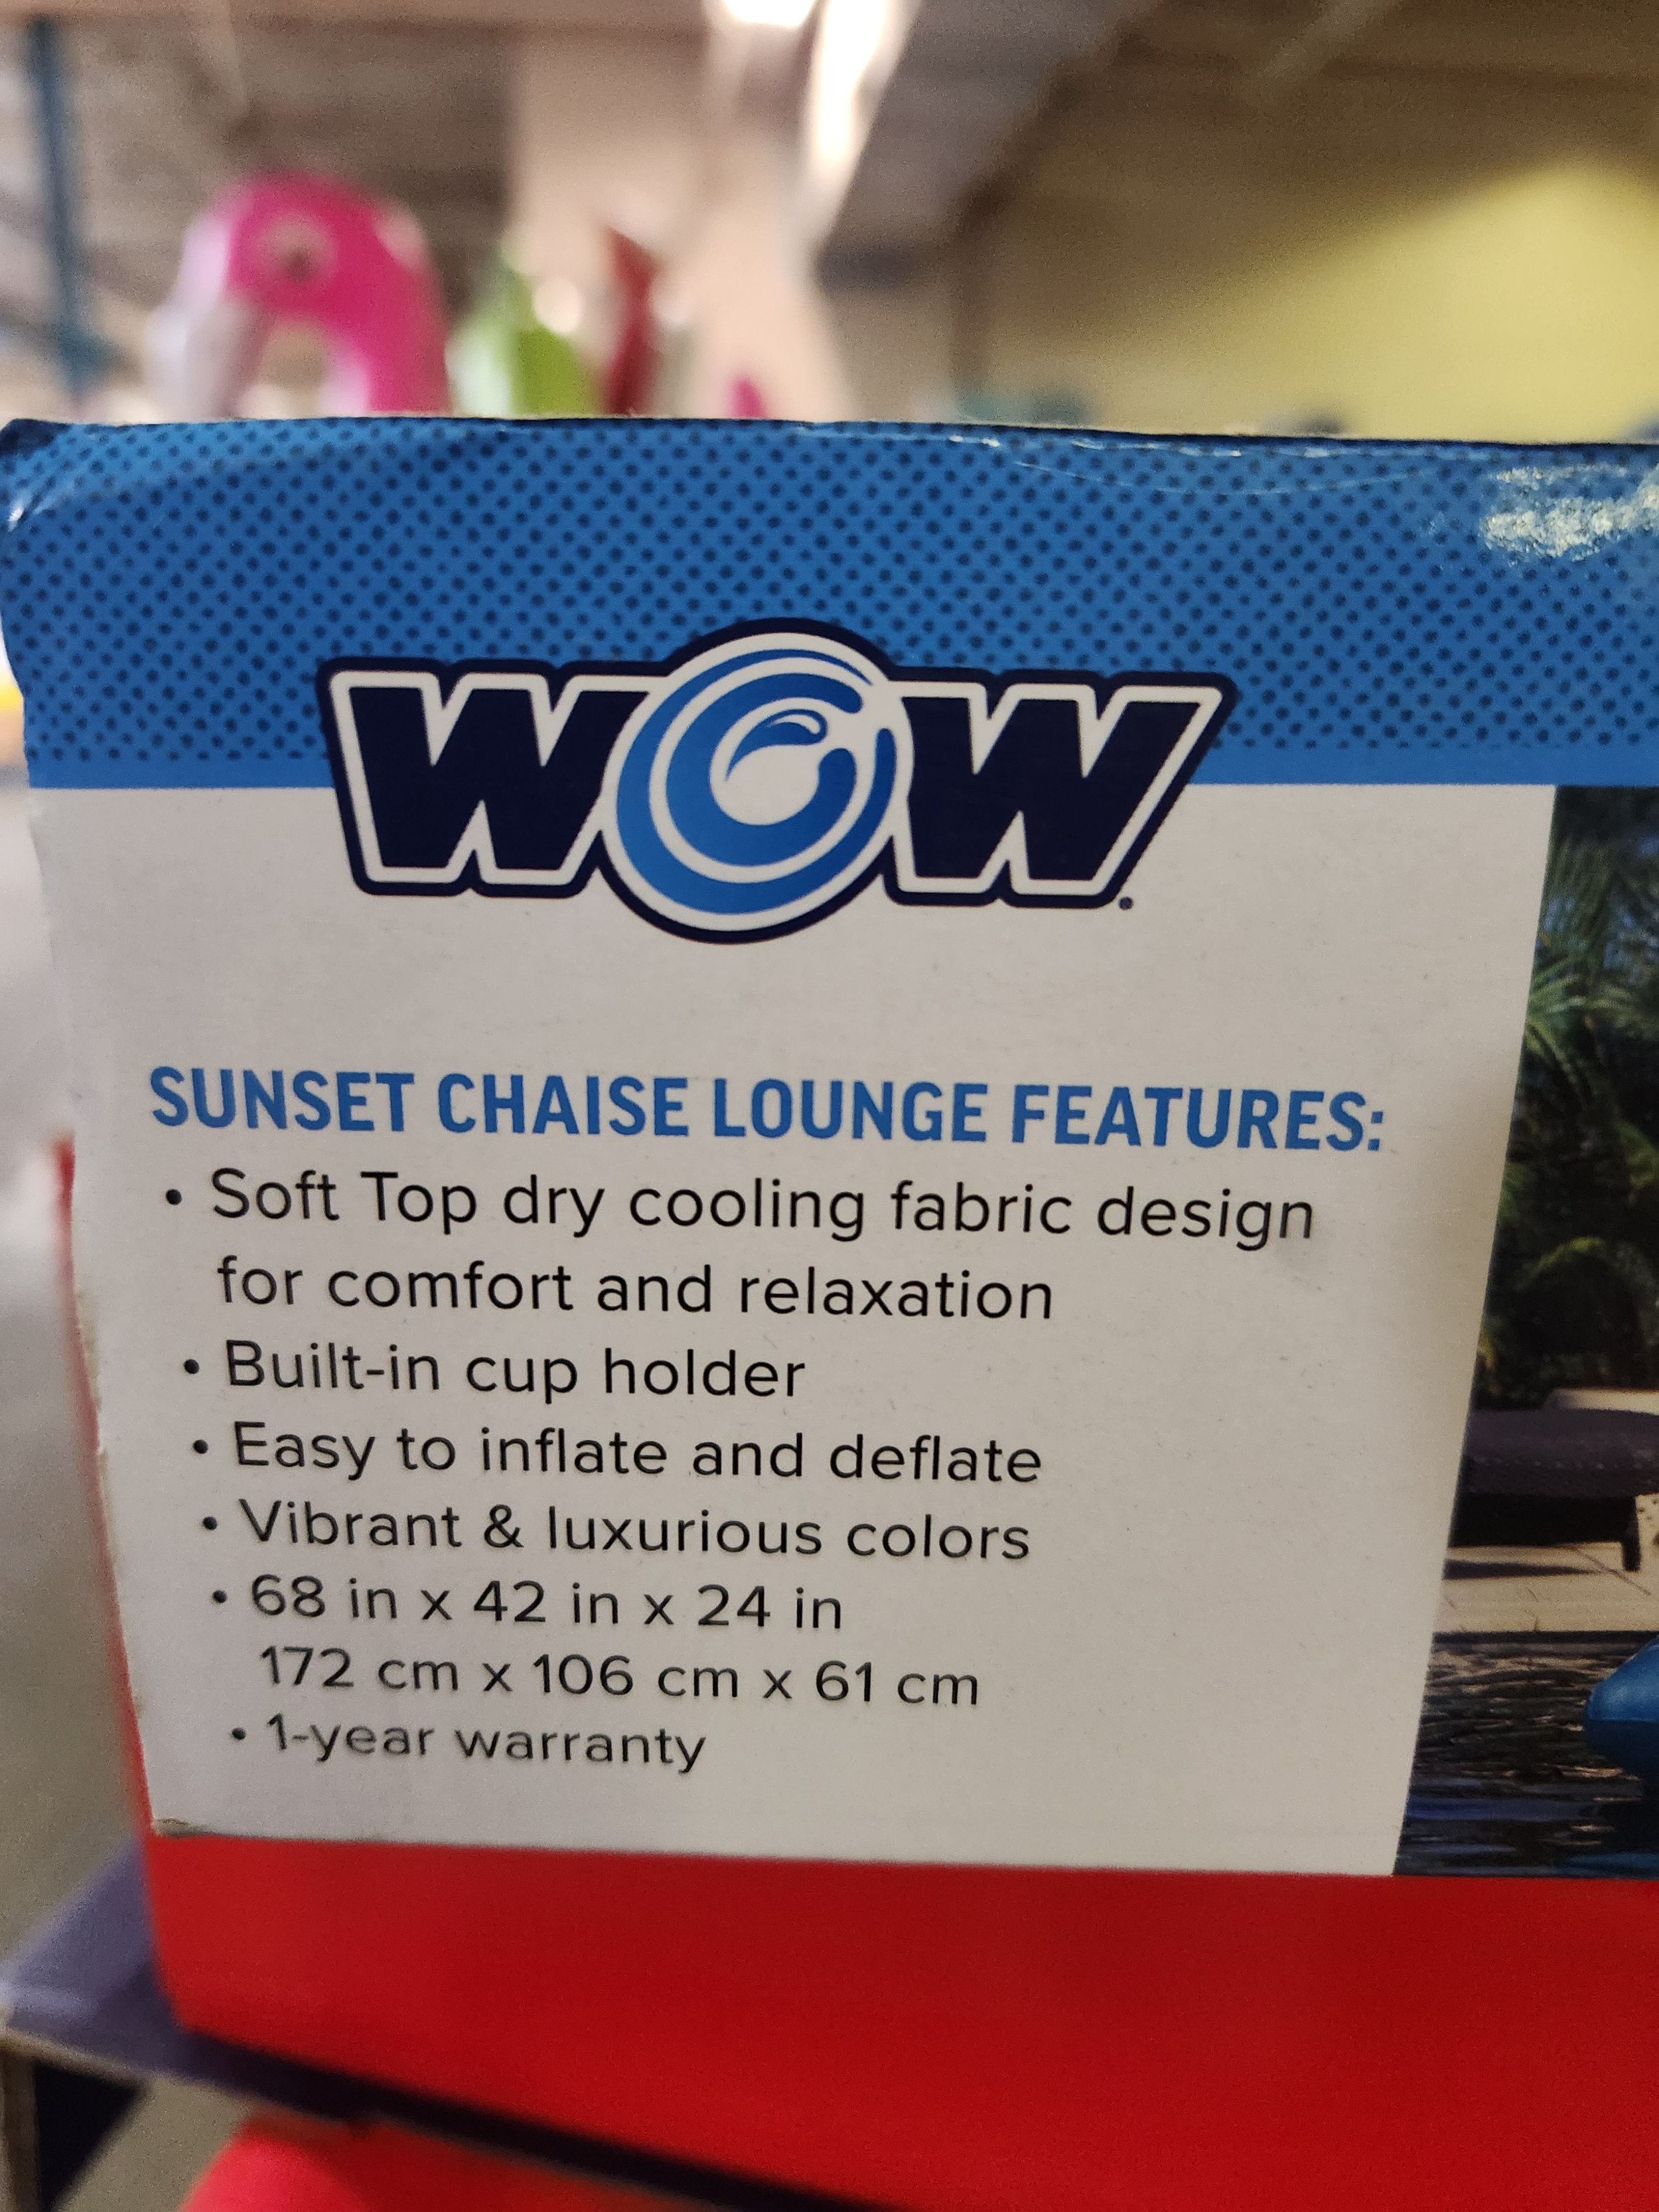 WOW
SUNSET CHAISE LOUNGE FEATURES:
• Soft Top dry cooling fabric design
for comfort and relaxation
• Built-in cup holder
• Easy to inflate and deflate
• Vibrant & luxurious colors
• 68 in x 42 in x 24 in
172 cm x 106 cm x 61 cm
• 1-year warranty